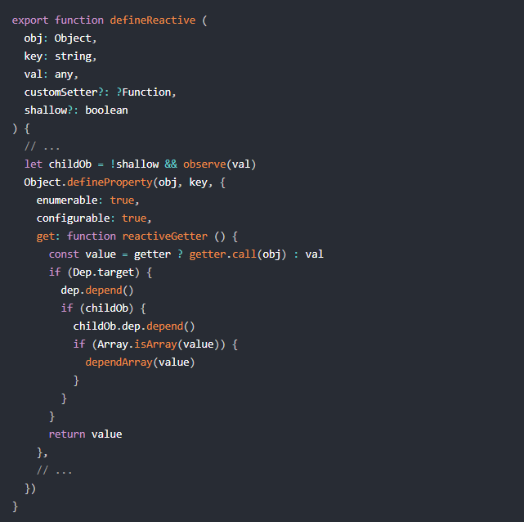 export function defineReactive (
  obj: Object,
  key: string,
  val: any,
  customSetter?: ?Function,
  shallow?: boolean
) {
  // ...
  let childOb = !shallow && observe(val)
  Object.defineProperty(obj, key, {
    enumerable: true,
    configurable: true,
    get: function reactiveGetter () {
      const value = getter ? getter.call(obj) : val
      if (Dep.target) {
        dep.depend()
        if (childOb) {
          childOb.dep.depend()
          if (Array.isArray(value)) {
            dependArray(value)
          }
        }
      }
      return value
    },
    // ...
  })
}